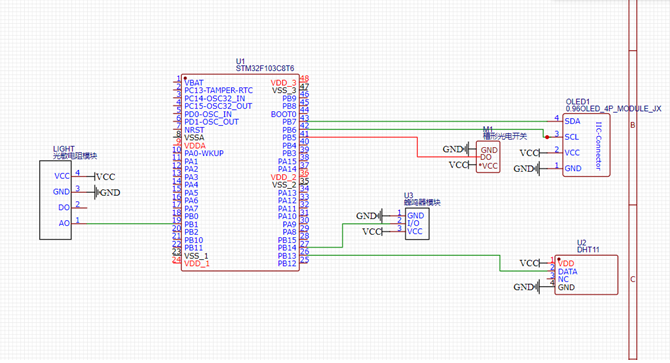 U1
STM32F103C8T6
1 VBAT
2 PC13-TAMPER-RTC
3 PC14-OSC32_IN
4 PC15-OSC32_OUT
5 PD0-OSC_IN
6 PD1-OSC_OUT
7 NRST
8 VSSA
9 VDDA
10 PA0-WKUP
11 PA1
12 PA2
13 PA3
14 PA4
15 PA5
16 PA6
17 PA7
18 PB0
19 PB1
20 PB2
21 PB10
22 PB11
23 VSS_1
24 VDD_1
VDD_3 48
VSS_3 47
PB9 46
PB8 45
BOOT0 44
PB7 43
PB6 42
PB5 41
PB4 40
PB3 39
PA15 38
PA14 37
VDD_2 36
VSS_2 35
PA13 34
PA12 33
PA11 32
PA10 31
PA9 30
PA8 29
PB15 28
PB14 27
PB13 26
PB12 25
LIGHT
光敏电阻模块
VCC 4 VCC
GND 3 GND
DO 2
AO 1
M1
槽形光电开关
GND GND
DO
VCC *VCC
OLED1
0.96OLED_4P_MODULE_JX
4 SDA
3 SCL
VCC 2 VCC
GND 1 GND
IIC-Connector
U3
蜂鸣器模块
GND 1 GND
2 I/O
VCC 3 VCC
U2
DHT11
VCC 1 VDD
2 DATA
3 NC
GND 4 GND
B
C